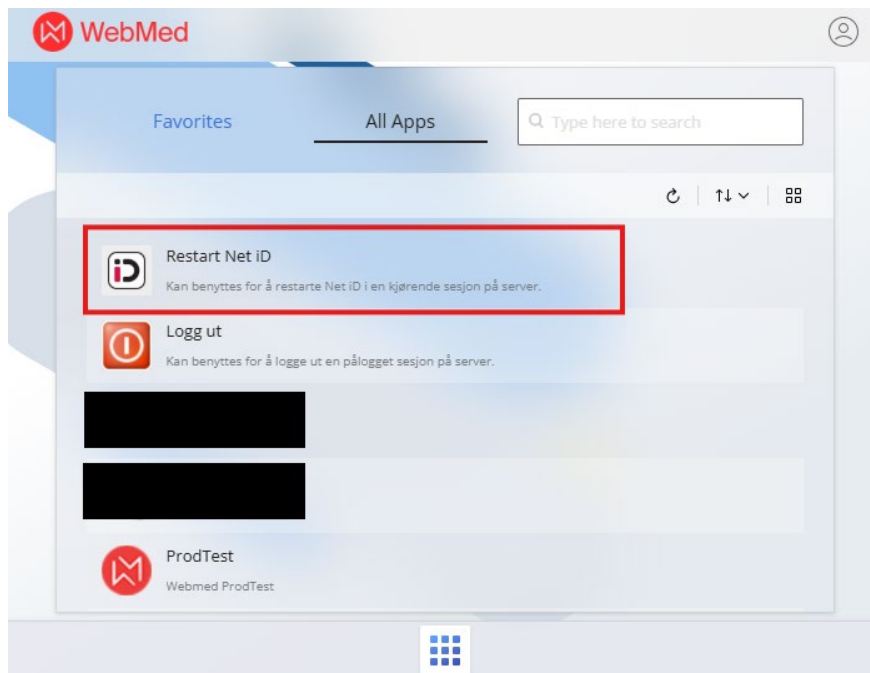 WebMed
Favorites
All Apps
Type here to search
Restart Net iD
Kan benyttes for å restarte Net iD i en kjørende sesjon på server.
Logg ut
Kan benyttes for å logge ut en pålogget sesjon på server.
ProdTest
Webmed ProdTest